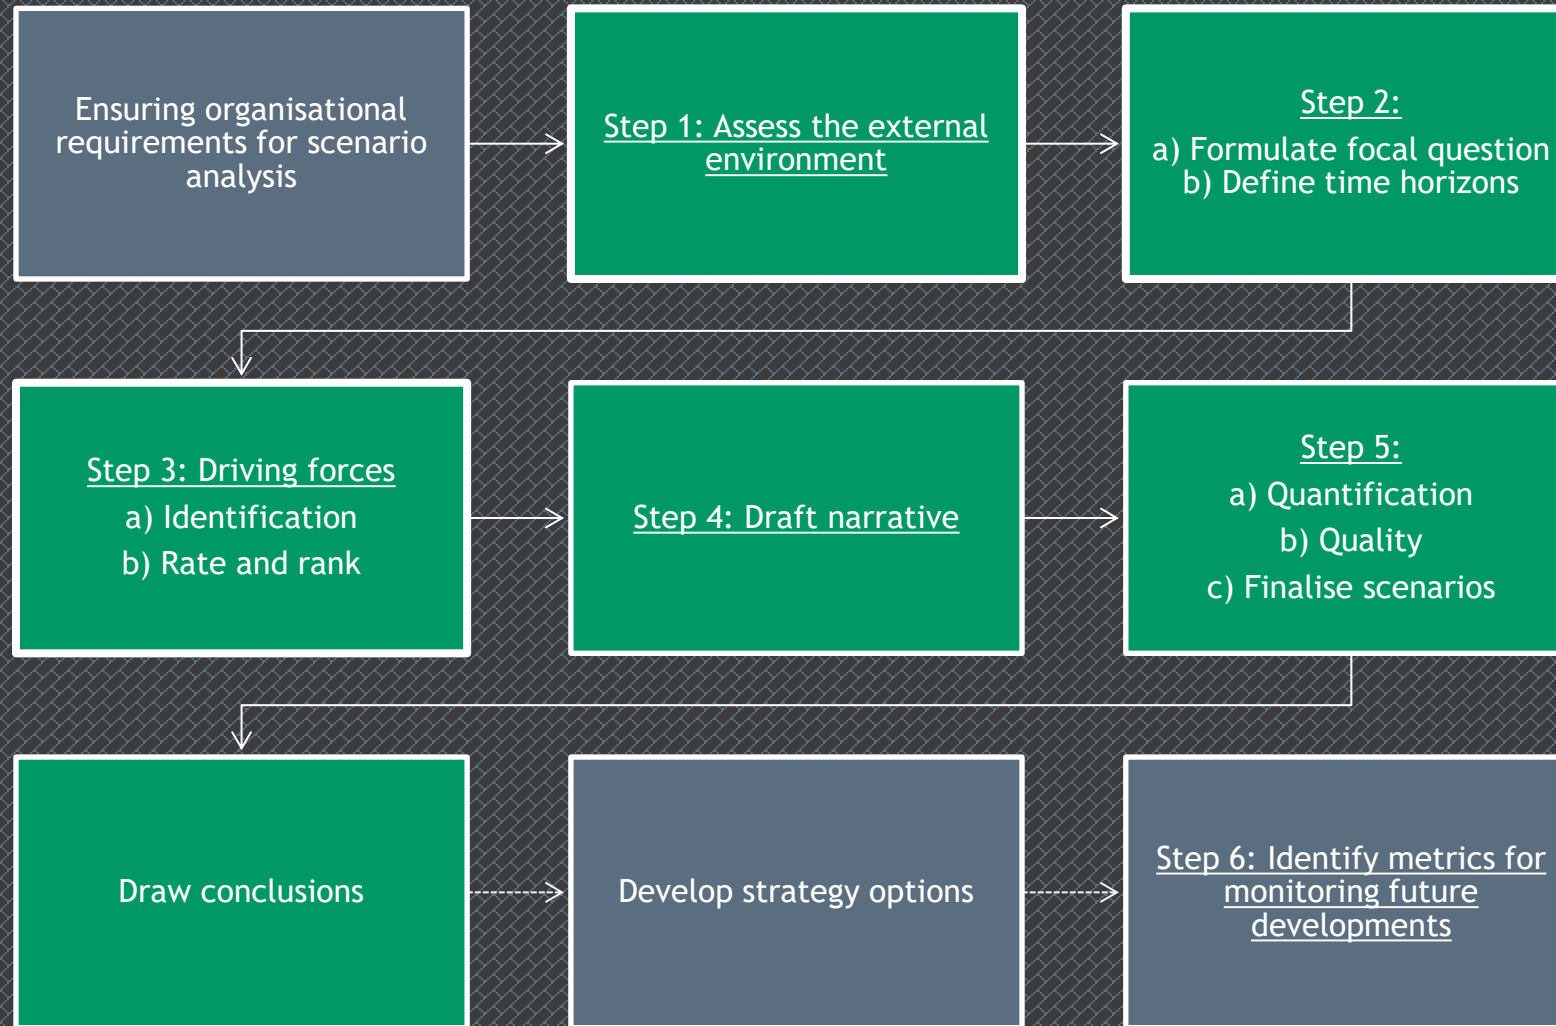 Ensuring organisational
requirements for scenario
analysis
Step 1: Assess the external
environment
Step 2:
a) Formulate focal question
b) Define time horizons
Step 3: Driving forces
a) Identification
b) Rate and rank
Step 4: Draft narrative
Step 5:
a) Quantification
b) Quality
c) Finalise scenarios
Draw conclusions
Develop strategy options
Step 6: Identify metrics for
monitoring future
developments